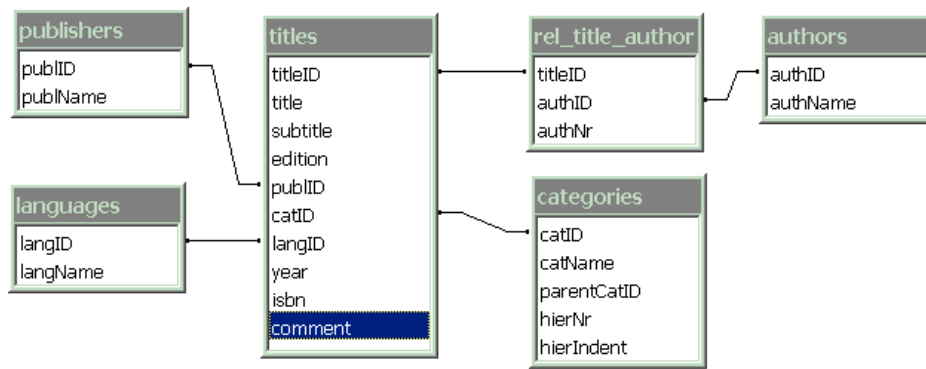 publishers
publID
publName
languages
langID
langName
titles
titleID
title
subtitle
edition
publID
catID
langID
year
isbn
comment
rel_title_author
titleID
authID
authNr
authors
authID
authName
categories
catID
catName
parentCatID
hierNr
hierIndent